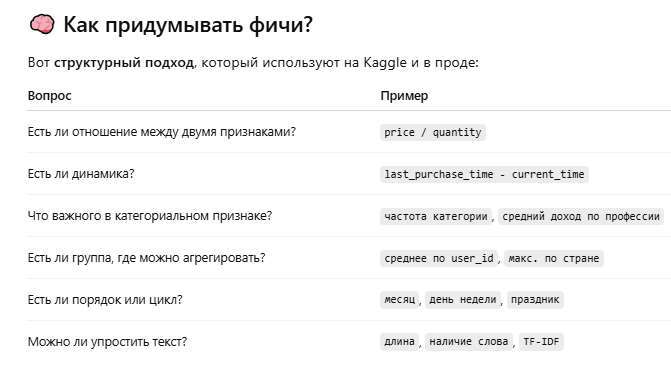 🧠 Как придумывать фичи?
Вот структурный подход, который используют на Kaggle и в проде:
Вопрос Пример
Есть ли отношение между двумя признаками? price / quantity
Есть ли динамика? last_purchase_time - current_time
Что важного в категориальном признаке? частота категории, средний доход по профессии
Есть ли группа, где можно агрегировать? среднее по user_id, макс. по стране
Есть ли порядок или цикл? месяц, день недели, праздник
Можно ли упростить текст? длина, наличие слова, TF-IDF